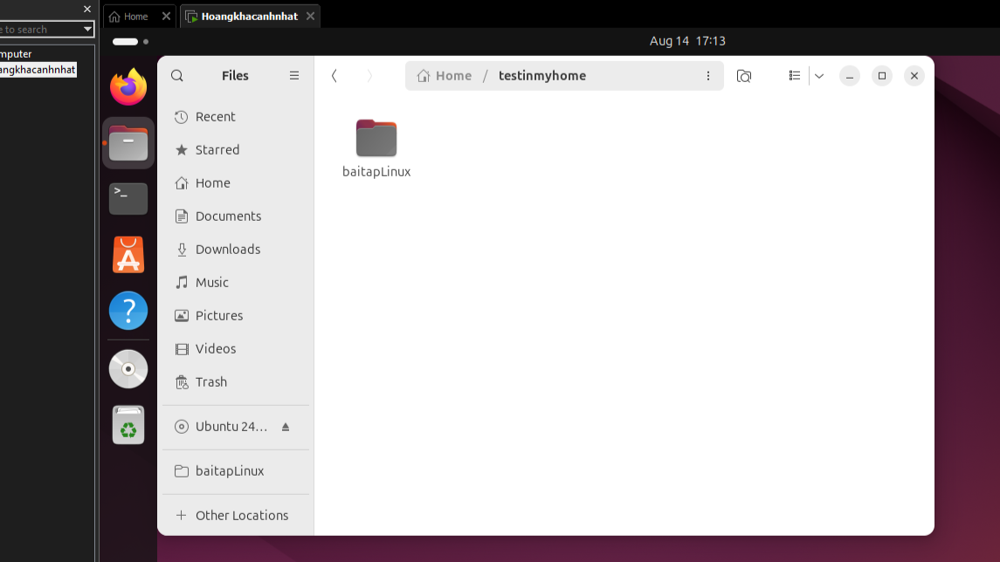 Home
Hoangkhacanhnhat
e to search
mputer
angkhacanhnhat
Aug 14 17:13
Files
Home / testinmyhome
Recent
Starred
Home
Documents
Downloads
Music
Pictures
Videos
Trash
Ubuntu 24…
baitapLinux
+ Other Locations
baitapLinux
>_
A
?